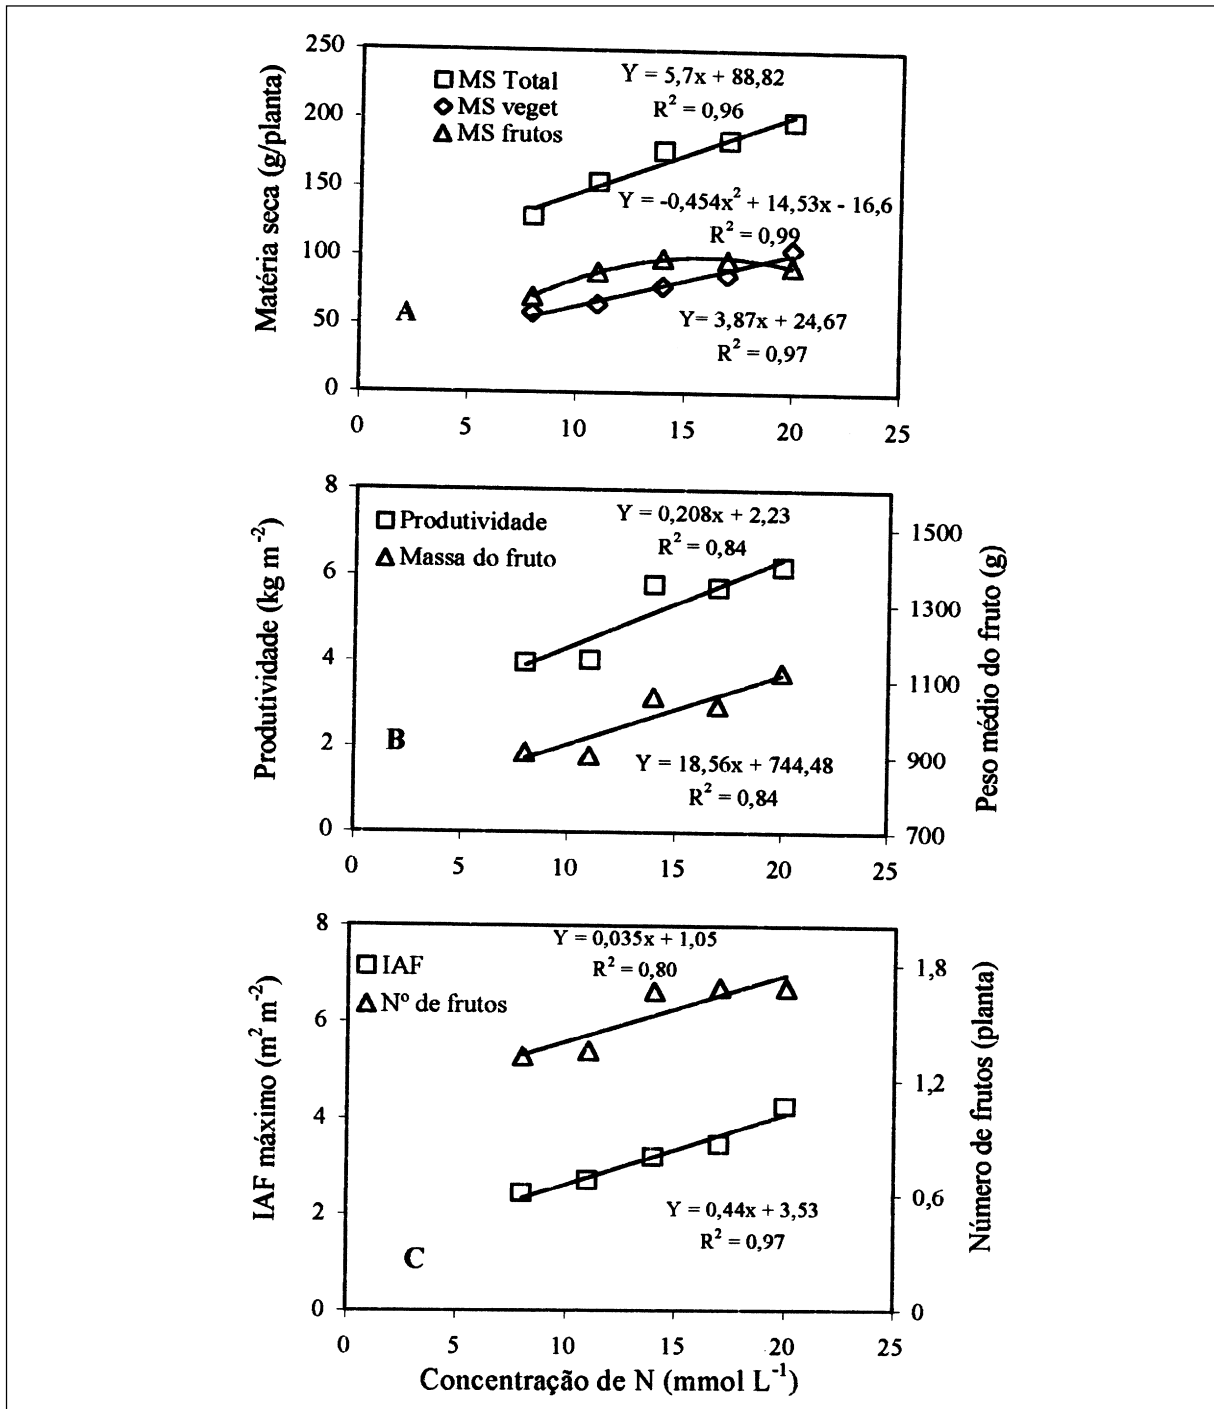 250
200
150
100
50
0
Matéria seca (g/planta)
MS Total
MS veget
MS frutos
Y = 5,7x + 88,82
R² = 0,96
Y = -0,454x² + 14,53x - 16,6
R² = 0,99
Y= 3,87x + 24,67
R² = 0,97
A
0 5 10 15 20 25
8
6
4
2
0
Produtividade (kg m⁻²)
Produtividade
Massa do fruto
Y = 0,208x + 2,23
R² = 0,84
Y = 18,56x + 744,48
R² = 0,84
B
1500
1300
1100
900
700
Peso médio do fruto (g)
0 5 10 15 20 25
8
6
4
2
0
IAF máximo (m² m⁻²)
IAF
Nº de frutos
Y = 0,035x + 1,05
R² = 0,80
Y = 0,44x + 3,53
R² = 0,97
C
1,8
1,2
0,6
0
Número de frutos (planta)
0 5 10 15 20 25
Concentração de N (mmol L⁻¹)